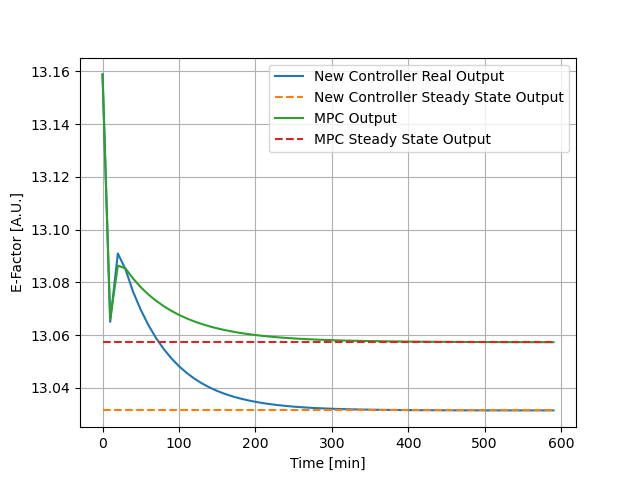 13.16
13.14
13.12
13.10
13.08
13.06
13.04
E-Factor [A.U.]
New Controller Real Output
New Controller Steady State Output
MPC Output
MPC Steady State Output
0 100 200 300 400 500 600
Time [min]